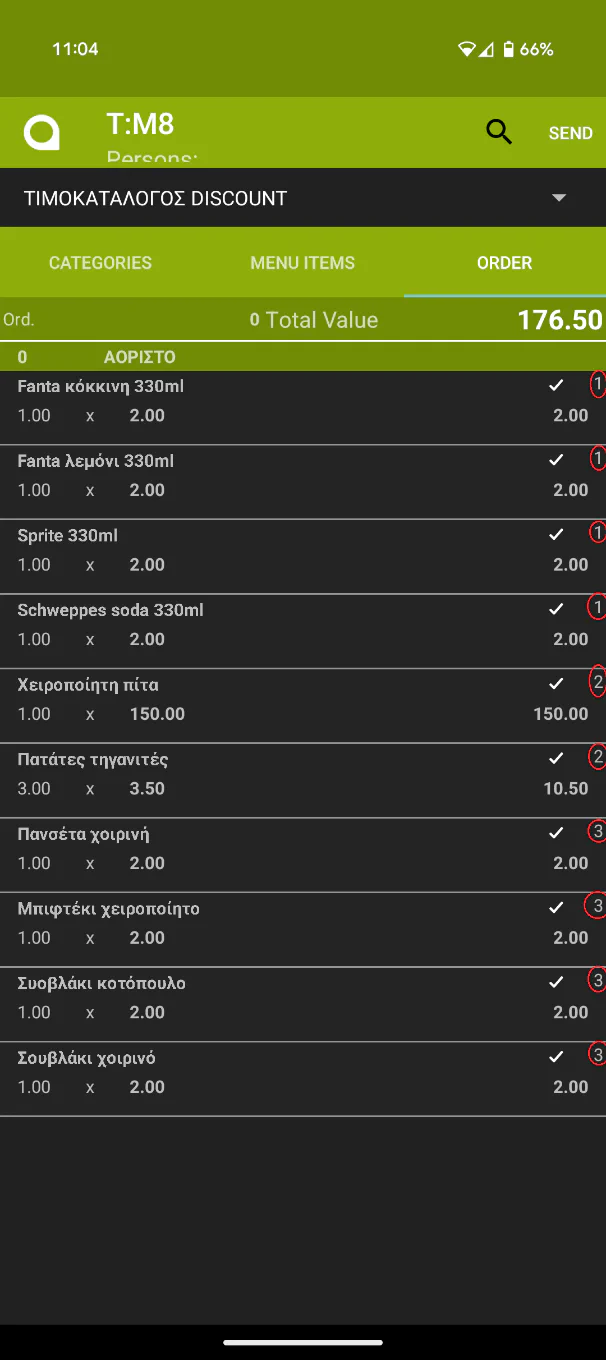 11:04 66%
T:M8
Persons:
SEND
ΤΙΜΟΚΑΤΑΛΟΓΟΣ DISCOUNT
CATEGORIES MENU ITEMS ORDER
Ord. 0 Total Value 176.50
0 ΑΟΡΙΣΤΟ
Fanta κόκκινη 330ml 1
1.00 x 2.00 2.00
Fanta λεμόνι 330ml 1
1.00 x 2.00 2.00
Sprite 330ml 1
1.00 x 2.00 2.00
Schweppes soda 330ml 1
1.00 x 2.00 2.00
Χειροποίητη πίτα 2
1.00 x 150.00 150.00
Πατάτες τηγανιτές 2
3.00 x 3.50 10.50
Πανσέτα χοιρινή 3
1.00 x 2.00 2.00
Μπιφτέκι χειροποίητο 3
1.00 x 2.00 2.00
Συοβλάκι κοτόπουλο 3
1.00 x 2.00 2.00
Σουβλάκι χοιρινό 3
1.00 x 2.00 2.00